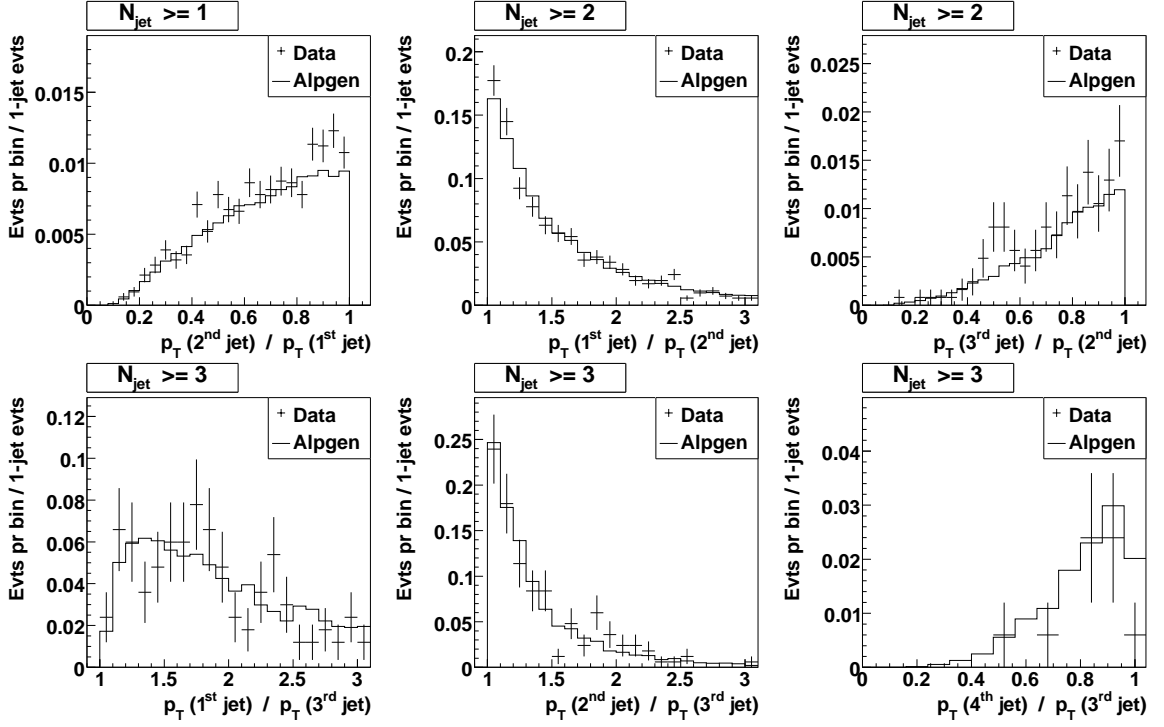 N_jet >= 1
Evts pr bin / 1-jet evts
0.015
0.01
0.005
0
Data
Alpgen
0 0.2 0.4 0.6 0.8 1
p_T (2^nd jet) / p_T (1^st jet)
N_jet >= 2
Evts pr bin / 1-jet evts
0.2
0.15
0.1
0.05
0
Data
Alpgen
1 1.5 2 2.5 3
p_T (1^st jet) / p_T (2^nd jet)
N_jet >= 2
Evts pr bin / 1-jet evts
0.025
0.02
0.015
0.01
0.005
0
Data
Alpgen
0 0.2 0.4 0.6 0.8 1
p_T (3^rd jet) / p_T (2^nd jet)
N_jet >= 3
Evts pr bin / 1-jet evts
0.12
0.1
0.08
0.06
0.04
0.02
0
Data
Alpgen
1 1.5 2 2.5 3
p_T (1^st jet) / p_T (3^rd jet)
N_jet >= 3
Evts pr bin / 1-jet evts
0.25
0.2
0.15
0.1
0.05
0
Data
Alpgen
1 1.5 2 2.5 3
p_T (2^nd jet) / p_T (3^rd jet)
N_jet >= 3
Evts pr bin / 1-jet evts
0.04
0.03
0.02
0.01
0
Data
Alpgen
0 0.2 0.4 0.6 0.8 1
p_T (4^th jet) / p_T (3^rd jet)